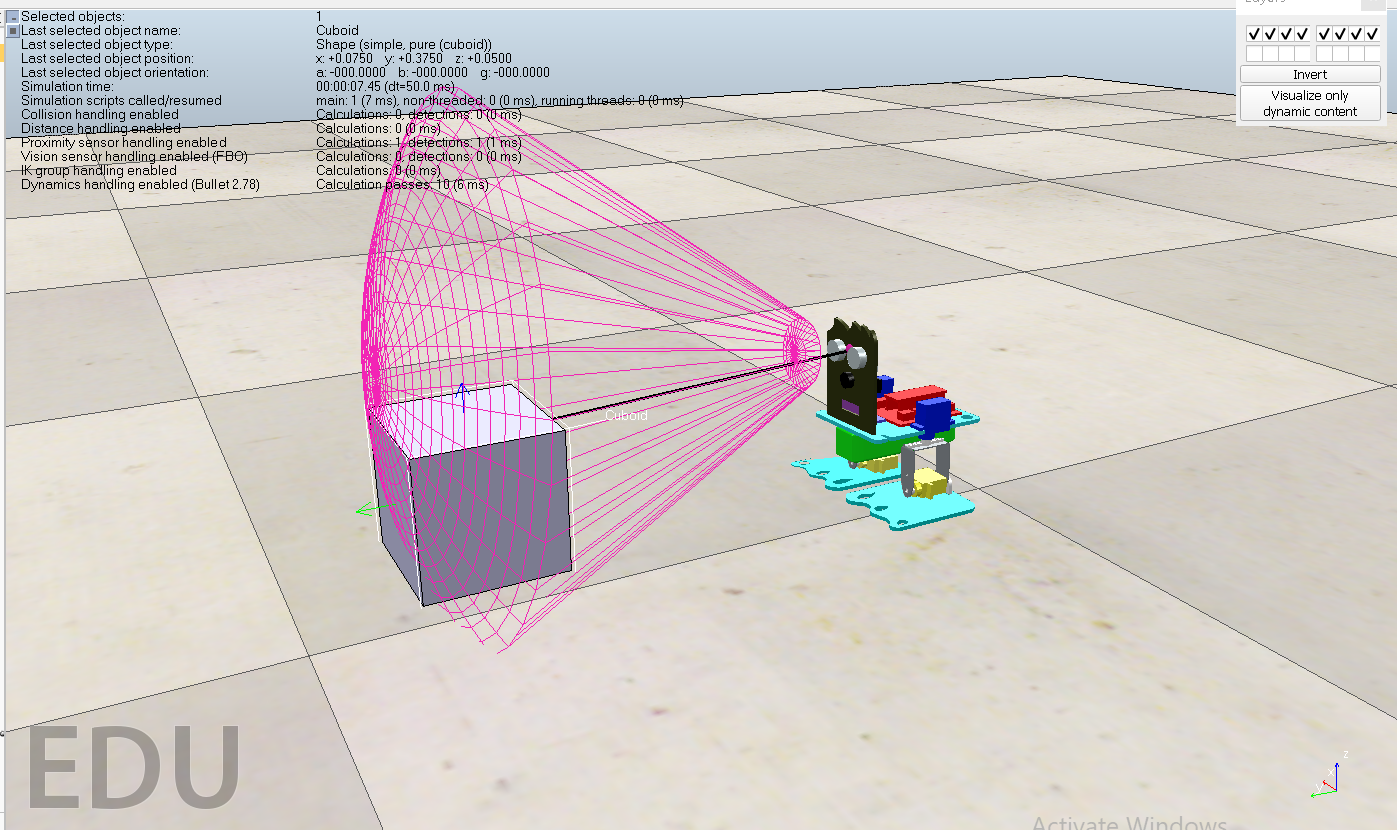 Selected objects: 1
Last selected object name: Cuboid
Last selected object type: Shape (simple, pure (cuboid))
Last selected object position: x: +0.0750 y: +0.3750 z: +0.0500
Last selected object orientation: a: -000.0000 b: -000.0000 g: -000.0000
Simulation time: 00:00:07.45 (dt=50.0 ms)
Simulation scripts called/resumed main: 1 (7 ms), non-threaded: 0 (0 ms), running threads: 0 (0 ms)
Collision handling enabled Calculations: 0, detections: 0 (0 ms)
Distance handling enabled Calculations: 0 (0 ms)
Proximity sensor handling enabled Calculations: 1, detections: 1 (1 ms)
Vision sensor handling enabled (FBO) Calculations: 0, detections: 0 (0 ms)
IK group handling enabled Calculations: 0 (0 ms)
Dynamics handling enabled (Bullet 2.78) Calculation passes: 10 (6 ms)
Layers
Invert
Visualize only
dynamic content
Cuboid
EDU
z
Activate Windows